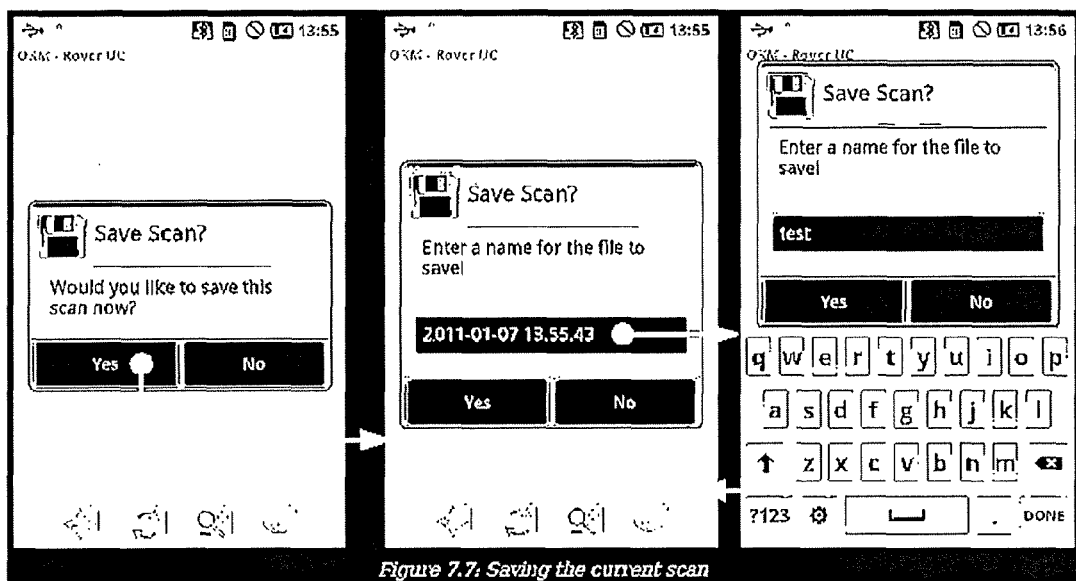 13:55
OKM - Rover UC
Save Scan?
Would you like to save this
scan now?
Yes
No
13:55
OKM - Rover UC
Save Scan?
Enter a name for the file to
save!
2011-01-07 13.55.43
Yes
No
13:56
OKM - Rover UC
Save Scan?
Enter a name for the file to
save!
test
Yes
No
q w e r t y u i o p
a s d f g h j k l
z x c v b n m
?123 . DONE
Figure 7.7: Saving the current scan